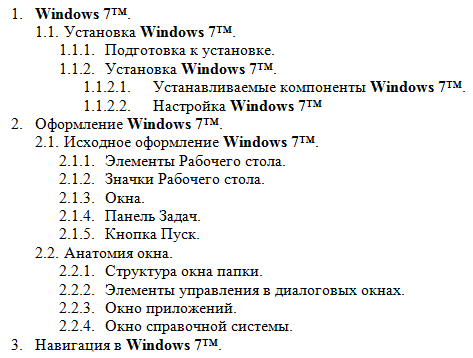 1. Windows 7™.
1.1. Установка Windows 7™.
1.1.1. Подготовка к установке.
1.1.2. Установка Windows 7™.
1.1.2.1. Устанавливаемые компоненты Windows 7™.
1.1.2.2. Настройка Windows 7™
2. Оформление Windows 7™.
2.1. Исходное оформление Windows 7™.
2.1.1. Элементы Рабочего стола.
2.1.2. Значки Рабочего стола.
2.1.3. Окна.
2.1.4. Панель Задач.
2.1.5. Кнопка Пуск.
2.2. Анатомия окна.
2.2.1. Структура окна папки.
2.2.2. Элементы управления в диалоговых окнах.
2.2.3. Окно приложений.
2.2.4. Окно справочной системы.
3. Навигация в Windows 7™.